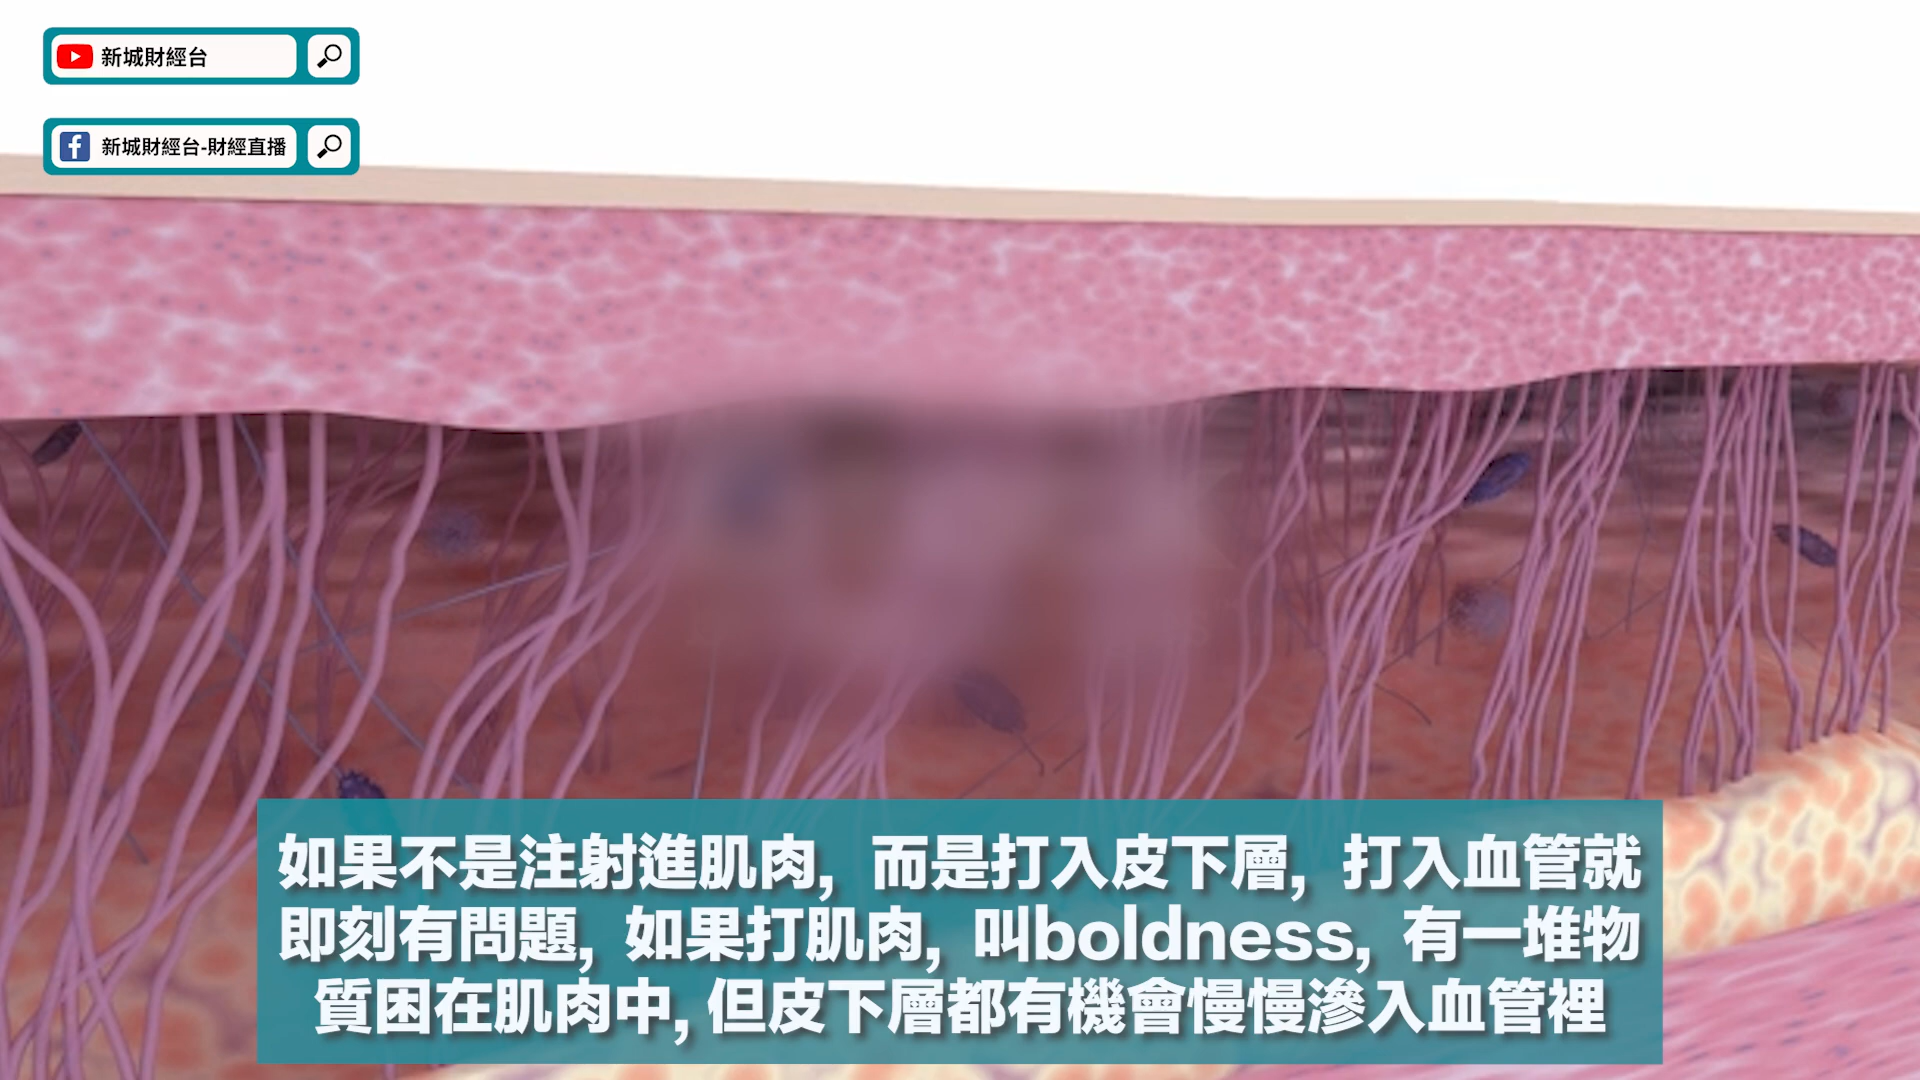 新城財經台
新城財經台-財經直播
如果不是注射進肌肉, 而是打入皮下層, 打入血管就
即刻有問題, 如果打肌肉, 叫boldness, 有一堆物
質困在肌肉中, 但皮下層都有機會慢慢滲入血管裡